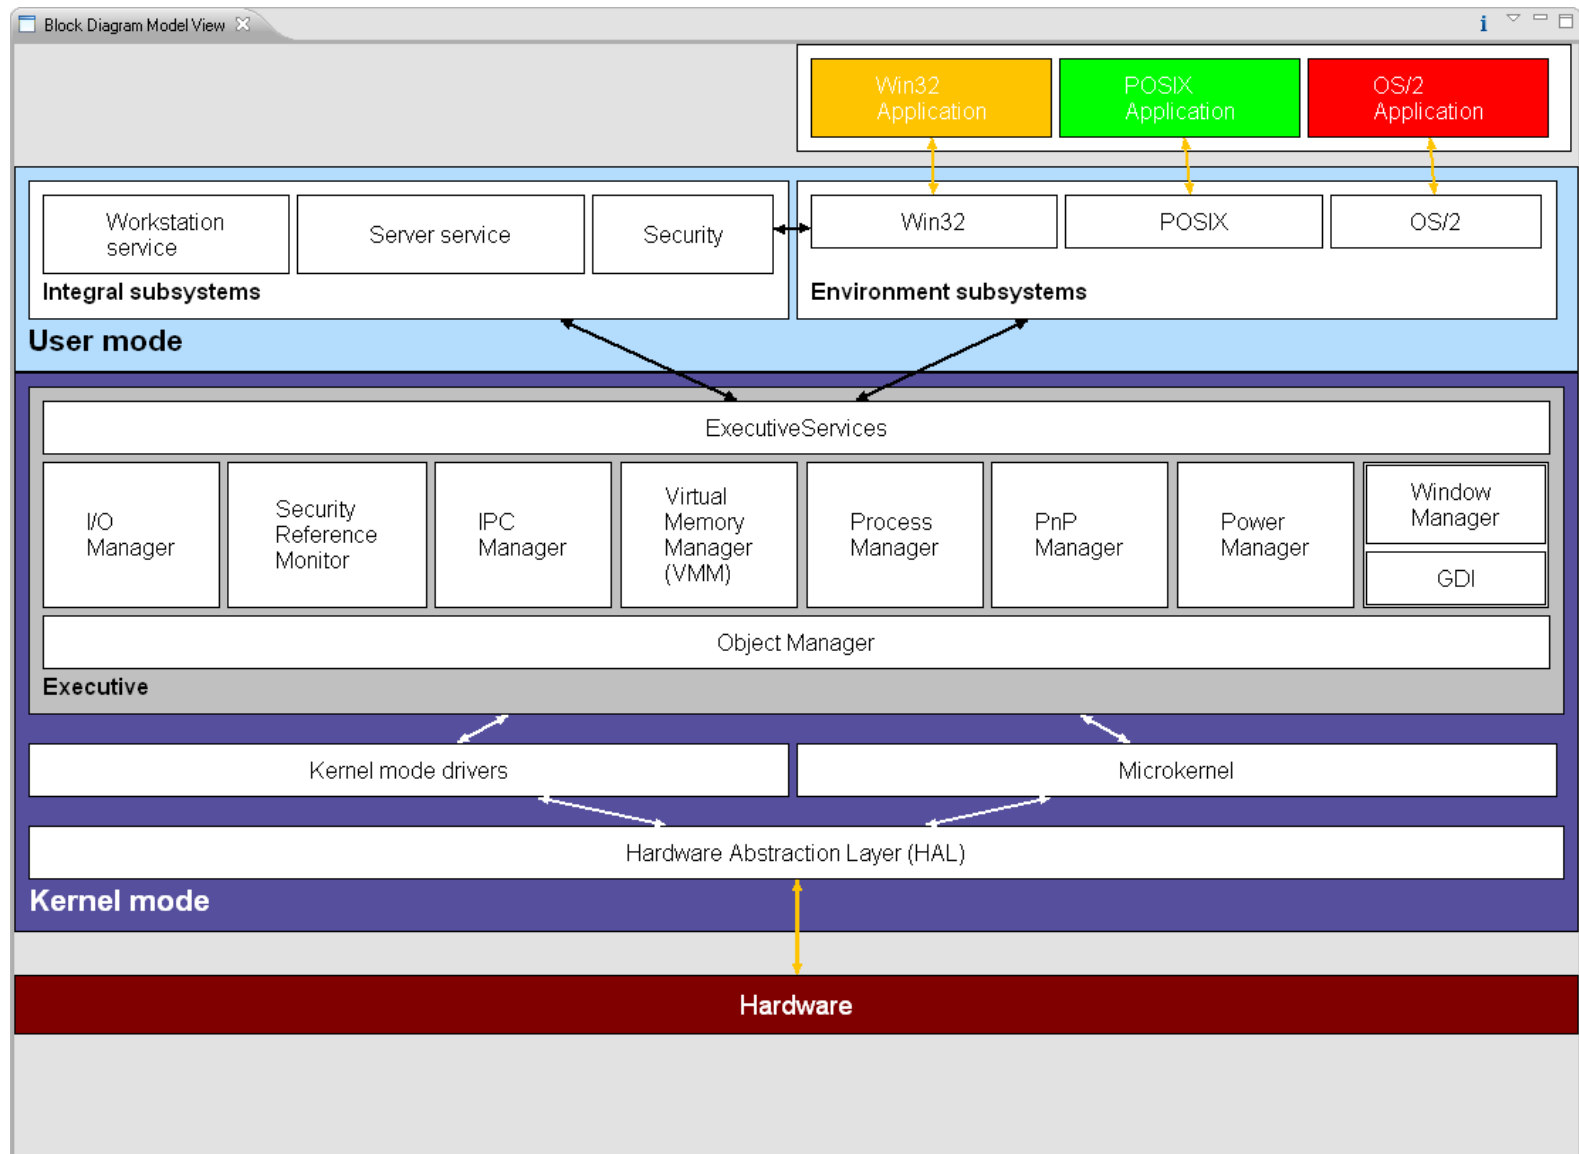 Block Diagram Model View
Win32
Application
POSIX
Application
OS/2
Application
Workstation
service
Server service
Security
Integral subsystems
Win32
POSIX
OS/2
Environment subsystems
User mode
ExecutiveServices
I/O
Manager
Security
Reference
Monitor
IPC
Manager
Virtual
Memory
Manager
(VMM)
Process
Manager
PnP
Manager
Power
Manager
Window
Manager
GDI
Object Manager
Executive
Kernel mode drivers
Microkernel
Hardware Abstraction Layer (HAL)
Kernel mode
Hardware